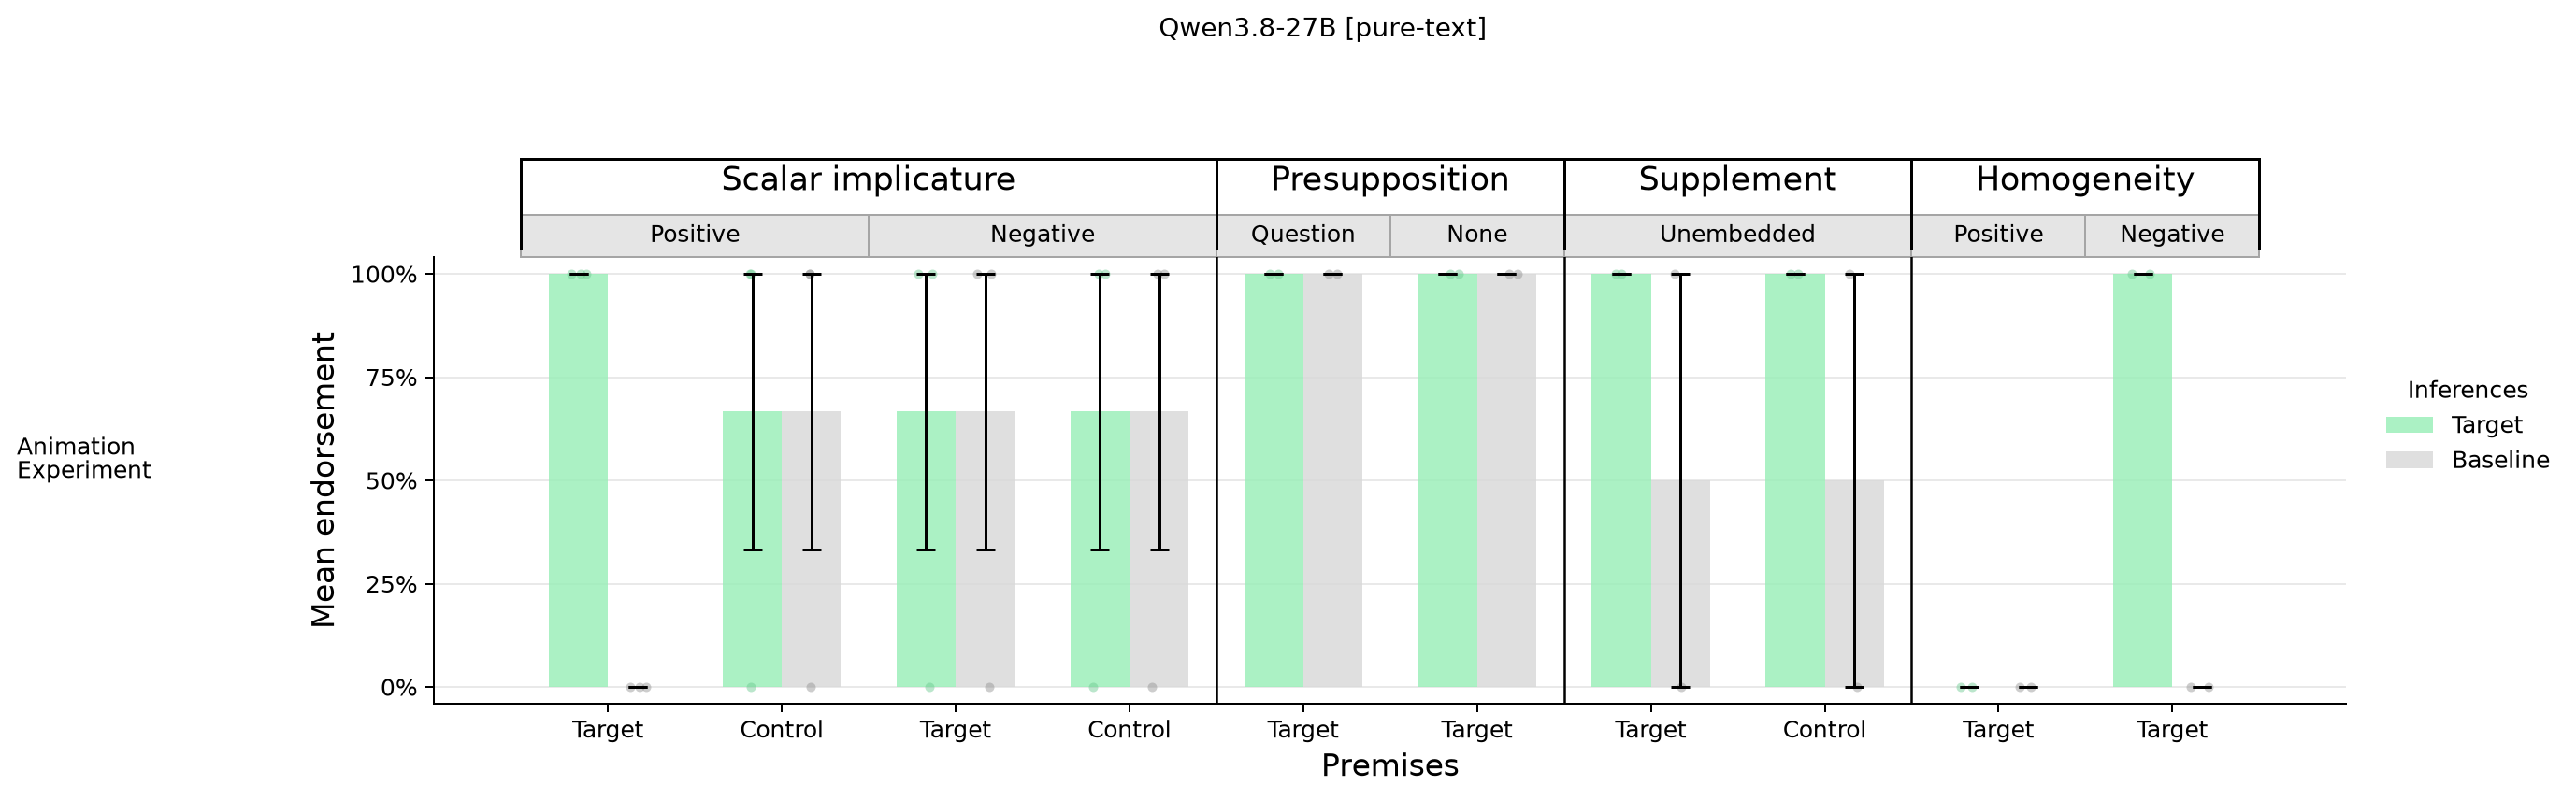 Qwen3.8-27B [pure-text]
Scalar implicature Presupposition Supplement Homogeneity
Positive Negative Question None Unembedded Positive Negative
100%
75%
50%
25%
0%
Mean endorsement
Animation
Experiment
Inferences
Target
Baseline
Target Control Target Control Target Target Target Control Target Target
Premises